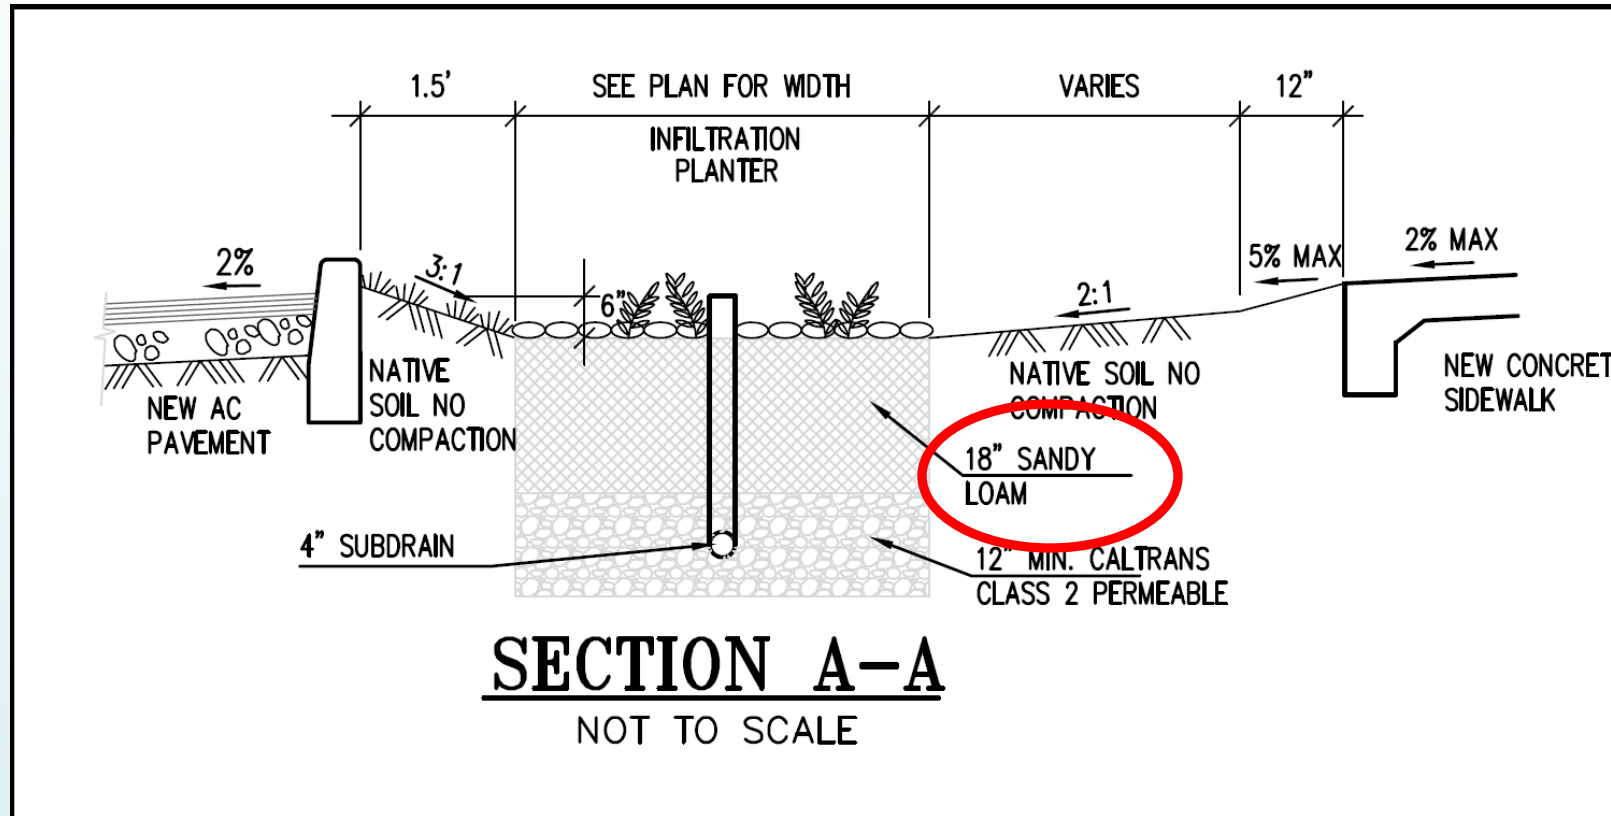 1.5'
SEE PLAN FOR WIDTH
VARIES
12"
INFILTRATION
PLANTER
2%
3:1
6"
2:1
5% MAX
2% MAX
NATIVE
SOIL NO
COMPACTION
NEW AC
PAVEMENT
NATIVE SOIL NO
COMPACTION
NEW CONCRET
SIDEWALK
18" SANDY
LOAM
4" SUBDRAIN
12" MIN. CALTRANS
CLASS 2 PERMEABLE
SECTION A-A
NOT TO SCALE